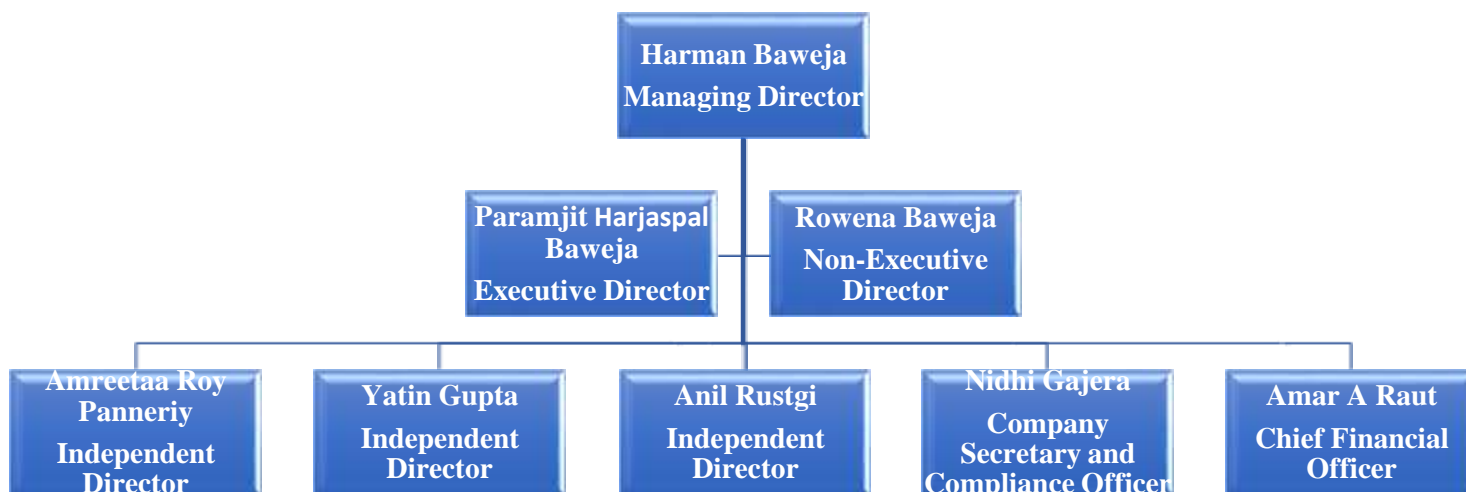 Harman Baweja
Managing Director
Paramjit Harjaspal
Baweja
Executive Director
Rowena Baweja
Non-Executive
Director
Amreetaa Roy
Panneriy
Independent
Director
Yatin Gupta
Independent
Director
Anil Rustgi
Independent
Director
Nidhi Gajera
Company
Secretary and
Compliance Officer
Amar A Raut
Chief Financial
Officer